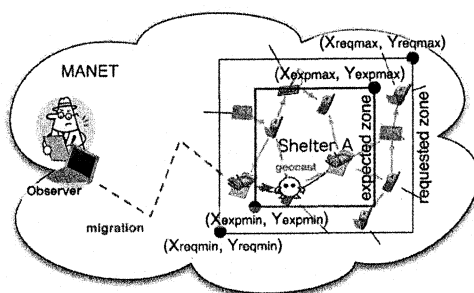 (Xreqmax, Yreqmax)
MANET
(Xexpmax, Yexpmax)
Shelter A
geocast
expected zone
requested zone
Observer
migration
(Xexpmin, Yexpmin)
(Xreqmin, Yreqmin)